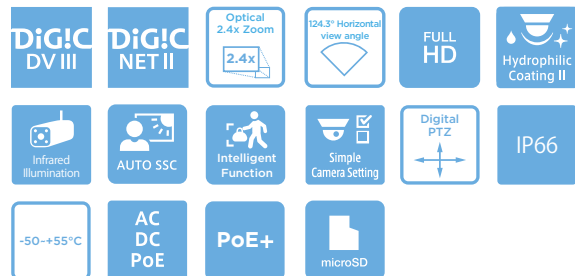 DiG!C
DV III
DiG!C
NET II
Optical
2.4x Zoom
2.4x
124.3° Horizontal
view angle
FULL
HD
Hydrophilic
Coating II
Infrared
Illumination
AUTO SSC
Intelligent
Function
Simple
Camera Setting
Digital
PTZ
IP66
-50-+55°C
AC
DC
PoE
PoE+
microSD